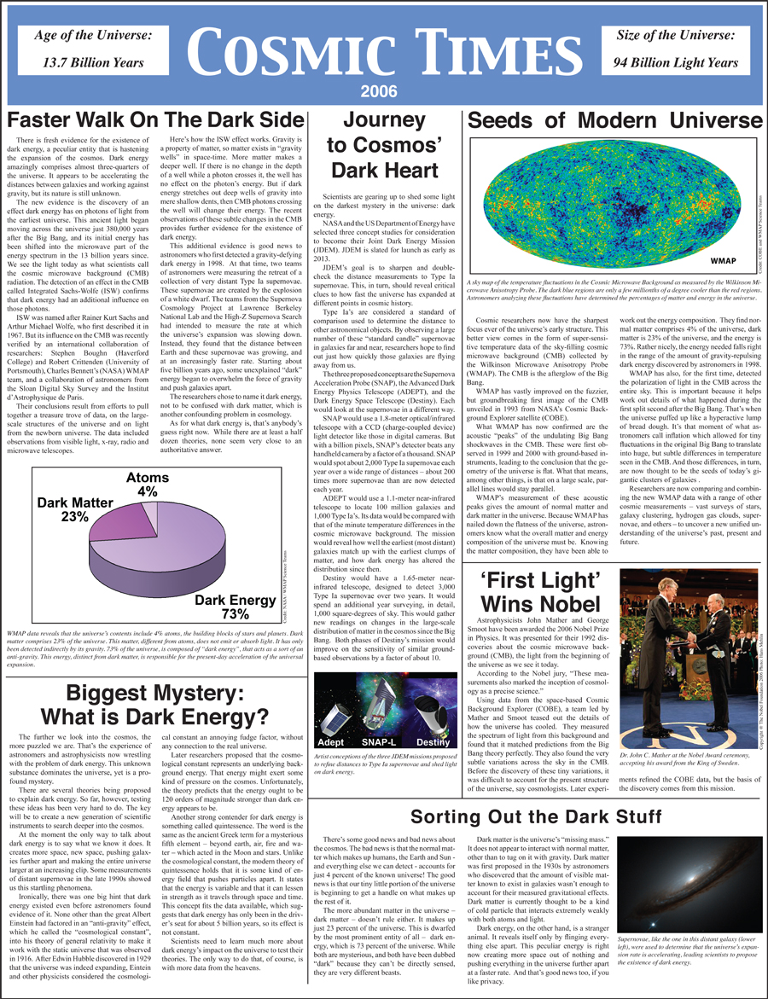 Age of the Universe:
13.7 Billion Years
COSMIC TIMES
2006
Size of the Universe:
94 Billion Light Years
Faster Walk On The Dark Side
There is fresh evidence for the existence of
dark energy, a peculiar entity that is hastening
the expansion of the cosmos. Dark energy
amazingly comprises almost three-quarters of
the universe. It appears to be accelerating the
distances between galaxies and working against
gravity, but its nature is still unknown.
The new evidence is the discovery of an
effect dark energy has on photons of light from
the earliest universe. This ancient light began
moving across the universe just 380,000 years
after the Big Bang, and its initial energy has
been shifted into the microwave part of the
energy spectrum in the 13 billion years since.
We see the light today as what scientists call
the cosmic microwave background (CMB)
radiation. The detection of an effect in the CMB
called Integrated Sachs-Wolfe (ISW) confirms
that dark energy had an additional influence on
those photons.
ISW was named after Rainer Kurt Sachs and
Arthur Michael Wolfe, who first described it in
1967. But its influence on the CMB was recently
verified by an international collaboration of
researchers: Stephen Boughn (Haverford
College) and Robert Crittenden (University of
Portsmouth), Charles Bennett's (NASA) WMAP
team, and a collaboration of astronomers from
the Sloan Digital Sky Survey and the Institut
d'Astrophysique de Paris.
Their conclusions result from efforts to pull
together a treasure trove of data, on the large-
scale structures of the universe and on light
from the newborn universe. The data included
observations from visible light, x-ray, radio and
microwave telescopes.
Here's how the ISW effect works. Gravity is
a property of matter, so matter exists in "gravity
wells" in space-time. More matter makes a
deeper well. If there is no change in the depth
of a well while a photon crosses it, the well has
no effect on the photon's energy. But if dark
energy stretches out deep wells of gravity into
mere shallow dents, then CMB photons crossing
the well will change their energy. The recent
observations of these subtle changes in the CMB
provides further evidence for the existence of
dark energy.
This additional evidence is good news to
astronomers who first detected a gravity-defying
dark energy in 1998. At that time, two teams
of astronomers were measuring the retreat of a
collection of very distant Type Ia supernovae.
These supernovae are created by the explosion
of a white dwarf. The teams from the Supernova
Cosmology Project at Lawrence Berkeley
National Lab and the High-Z Supernova Search
had intended to measure the rate at which
the universe's expansion was slowing down.
Instead, they found that the distance between
Earth and these supernovae was growing, and
at an increasingly faster rate. Starting about
five billion years ago, some unexplained "dark"
energy began to overwhelm the force of gravity
and push galaxies apart.
The researchers chose to name it dark energy,
not to be confused with dark matter, which is
another confounding problem in cosmology.
As for what dark energy is, that's anybody's
guess right now. While there are at least a half
dozen theories, none seem very close to an
authoritative answer.
Atoms
4%
Dark Matter
23%
Dark Energy
73%
Credit: NASA / WMAP Science Teams
WMAP data reveals that the universe's contents include 4% atoms, the building blocks of stars and planets. Dark
matter comprises 23% of the universe. This matter, different from atoms, does not emit or absorb light. It has only
been detected indirectly by its gravity. 73% of the universe, is composed of "dark energy", that acts as a sort of an
anti-gravity. This energy, distinct from dark matter, is responsible for the present-day acceleration of the universal
expansion.
Biggest Mystery:
What is Dark Energy?
The further we look into the cosmos, the
more puzzled we are. That's the experience of
astronomers and astrophysicists now wrestling
with the problem of dark energy. This unknown
substance dominates the universe, yet is a pro-
found mystery.
There are several theories being proposed
to explain dark energy. So far, however, testing
these ideas has been very hard to do. The key
will be to create a new generation of scientific
instruments to search deeper into the cosmos.
At the moment the only way to talk about
dark energy is to say what we know it does. It
creates more space, new space, pushing galax-
ies further apart and making the entire universe
larger at an increasing clip. Some measurements
of distant supernovae in the late 1990s showed
us this startling phenomena.
Ironically, there was one big hint that dark
energy existed even before astronomers found
evidence of it. None other than the great Albert
Einstein had factored in an "anti-gravity" effect,
which he called the "cosmological constant",
into his theory of general relativity to make it
work with the static universe that was observed
in 1916. After Edwin Hubble discovered in 1929
that the universe was indeed expanding, Eintein
and other physicists considered the cosmologi-
cal constant an annoying fudge factor, without
any connection to the real universe.
Later researchers proposed that the cosmo-
logical constant represents an underlying back-
ground energy. That energy might exert some
kind of pressure on the cosmos. Unfortunately,
the theory predicts that the energy ought to be
120 orders of magnitude stronger than dark en-
ergy appears to be.
Another strong contender for dark energy is
something called quintessence. The word is the
same as the ancient Greek term for a mysterious
fifth element – beyond earth, air, fire and wa-
ter – which acted in the Moon and stars. Unlike
the cosmological constant, the modern theory of
quintessence holds that it is some kind of en-
ergy field that pushes particles apart. It states
that the energy is variable and that it can lessen
in strength as it travels through space and time.
This concept fits the data available, which sug-
gests that dark energy has only been in the driv-
er's seat for about 5 billion years, so its effect is
not constant.
Scientists need to learn much more about
dark energy's impact on the universe to test their
theories. The only way to do that, of course, is
with more data from the heavens.
Journey
to Cosmos'
Dark Heart
Scientists are gearing up to shed some light
on the darkest mystery in the universe: dark
energy.
NASA and the US Department of Energy have
selected three concept studies for consideration
to become their Joint Dark Energy Mission
(JDEM). JDEM is slated for launch as early as
2013.
JDEM's goal is to sharpen and double-
check the distance measurements to Type Ia
supernovae. This, in turn, should reveal critical
clues to how fast the universe has expanded at
different points in cosmic history.
Type Ia's are considered a standard of
comparison used to determine the distance to
other astronomical objects. By observing a large
number of these "standard candle" supernovae
in galaxies far and near, researchers hope to find
out just how quickly those galaxies are flying
away from us.
The three proposed concepts are the Supernova
Acceleration Probe (SNAP), the Advanced Dark
Energy Physics Telescope (ADEPT), and the
Dark Energy Space Telescope (Destiny). Each
would look at the supernovae in a different way.
SNAP would use a 1.8-meter optical/infrared
telescope with a CCD (charge-coupled device)
light detector like those in digital cameras. But
with a billion pixels, SNAP's detector beats any
handheld camera by a factor of a thousand. SNAP
would spot about 2,000 Type Ia supernovae each
year over a wide range of distances – about 200
times more supernovae than are now detected
each year.
ADEPT would use a 1.1-meter near-infrared
telescope to locate 100 million galaxies and
1,000 Type Ia's. Its data would be compared with
that of the minute temperature differences in the
cosmic microwave background. The mission
would reveal how well the earliest (most distant)
galaxies match up with the earliest clumps of
matter, and how dark energy has altered the
distribution since then.
Destiny would have a 1.65-meter near-
infrared telescope, designed to detect 3,000
Type Ia supernovae over two years. It would
spend an additional year surveying, in detail,
1,000 square-degrees of sky. This would gather
new readings on changes in the large-scale
distribution of matter in the cosmos since the Big
Bang. Both phases of Destiny's mission would
improve on the sensitivity of similar ground-
based observations by a factor of about 10.
Adept
SNAP-L
Destiny
Artist conceptions of the three JDEM missions proposed
to refine distances to Type Ia supernovae and shed light
on dark energy.
Seeds of Modern Universe
WMAP
Credit: COBE and WMAP Science Teams
A sky map of the temperature fluctuations in the Cosmic Microwave Background as measured by the Wilkinson Mi-
crowave Anisotropy Probe. The dark blue regions are only a few millionths of a degree cooler than the red regions.
Astronomers analyzing these fluctuations have determined the percentages of matter and energy in the universe.
Cosmic researchers now have the sharpest
focus ever of the universe's early structure. This
better view comes in the form of super-sensi-
tive temperature data of the sky-filling cosmic
microwave background (CMB) collected by
the Wilkinson Microwave Anisotropy Probe
(WMAP). The CMB is the afterglow of the Big
Bang.
WMAP has vastly improved on the fuzzier,
but groundbreaking first image of the CMB
unveiled in 1993 from NASA's Cosmic Back-
ground Explorer satellite (COBE).
What WMAP has now confirmed are the
acoustic "peaks" of the undulating Big Bang
shockwaves in the CMB. These were first ob-
served in 1999 and 2000 with ground-based in-
struments, leading to the conclusion that the ge-
ometry of the universe is flat. What that means,
among other things, is that on a large scale, par-
allel lines would stay parallel.
WMAP's measurement of these acoustic
peaks gives the amount of normal matter and
dark matter in the universe. Because WMAP has
nailed down the flatness of the universe, astron-
omers know what the overall matter and energy
composition of the universe must be. Knowing
the matter composition, they have been able to
work out the energy composition. They find nor-
mal matter comprises 4% of the universe, dark
matter is 23% of the universe, and the energy is
73%. Rather nicely, the energy needed falls right
in the range of the amount of gravity-repulsing
dark energy discovered by astronomers in 1998.
WMAP has also, for the first time, detected
the polarization of light in the CMB across the
entire sky. This is important because it helps
work out details of what happened during the
first split second after the Big Bang. That's when
the universe puffed up like a hyperactive lump
of bread dough. It's that moment of what as-
tronomers call inflation which allowed for tiny
fluctuations in the original Big Bang to translate
into huge, but subtle differences in temperature
seen in the CMB. And those differences, in turn,
are now thought to be the seeds of today's gi-
gantic clusters of galaxies .
Researchers are now comparing and combin-
ing the new WMAP data with a range of other
cosmic measurements – vast surveys of stars,
galaxy clustering, hydrogen gas clouds, super-
novae, and others – to uncover a new unified un-
derstanding of the universe's past, present and
future.
'First Light'
Wins Nobel
Astrophysicists John Mather and George
Smoot have been awarded the 2006 Nobel Prize
in Physics. It was presented for their 1992 dis-
coveries about the cosmic microwave back-
ground (CMB), the light from the beginning of
the universe as we see it today.
According to the Nobel jury, "These mea-
surements also marked the inception of cosmol-
ogy as a precise science."
Using data from the space-based Cosmic
Background Explorer (COBE), a team led by
Mather and Smoot teased out the details of
how the universe has cooled. They measured
the spectrum of light from this background and
found that it matched predictions from the Big
Bang theory perfectly. They also found the very
subtle variations across the sky in the CMB.
Before the discovery of these tiny variations, it
was difficult to account for the present structure
of the universe, say cosmologists. Later experi-
Copyright © The Nobel Foundation 2006 Photo: Hans Mehlin
Dr. John C. Mather at the Nobel Award ceremony,
accepting his award from the King of Sweden.
ments refined the COBE data, but the basis of
the discovery comes from this mission.
Sorting Out the Dark Stuff
There's some good news and bad news about
the cosmos. The bad news is that the normal mat-
ter which makes up humans, the Earth and Sun -
and everything else we can detect - accounts for
just 4 percent of the known universe! The good
news is that our tiny little portion of the universe
is beginning to get a handle on what makes up
the rest of it.
The more abundant matter in the universe –
dark matter – doesn't rule either. It makes up
just 23 percent of the universe. This is dwarfed
by the most prominent entity of all – dark en-
ergy, which is 73 percent of the universe. While
both are mysterious, and both have been dubbed
"dark" because they can't be directly sensed,
they are very different beasts.
Dark matter is the universe's "missing mass."
It does not appear to interact with normal matter,
other than to tug on it with gravity. Dark matter
was first proposed in the 1930s by astronomers
who discovered that the amount of visible mat-
ter known to exist in galaxies wasn't enough to
account for their measured gravitational effects.
Dark matter is currently thought to be a kind
of cold particle that interacts extremely weakly
with both atoms and light.
Dark energy, on the other hand, is a stranger
animal. It reveals itself only by flinging every-
thing else apart. This peculiar energy is right
now creating more space out of nothing and
pushing everything in the universe further apart
at a faster rate. And that's good news too, if you
like privacy.
Supernovae, like the one in this distant galaxy (lower
left), were used to determine that the universe's expan-
sion rate is accelerating, leading scientists to propose
the existence of dark energy.